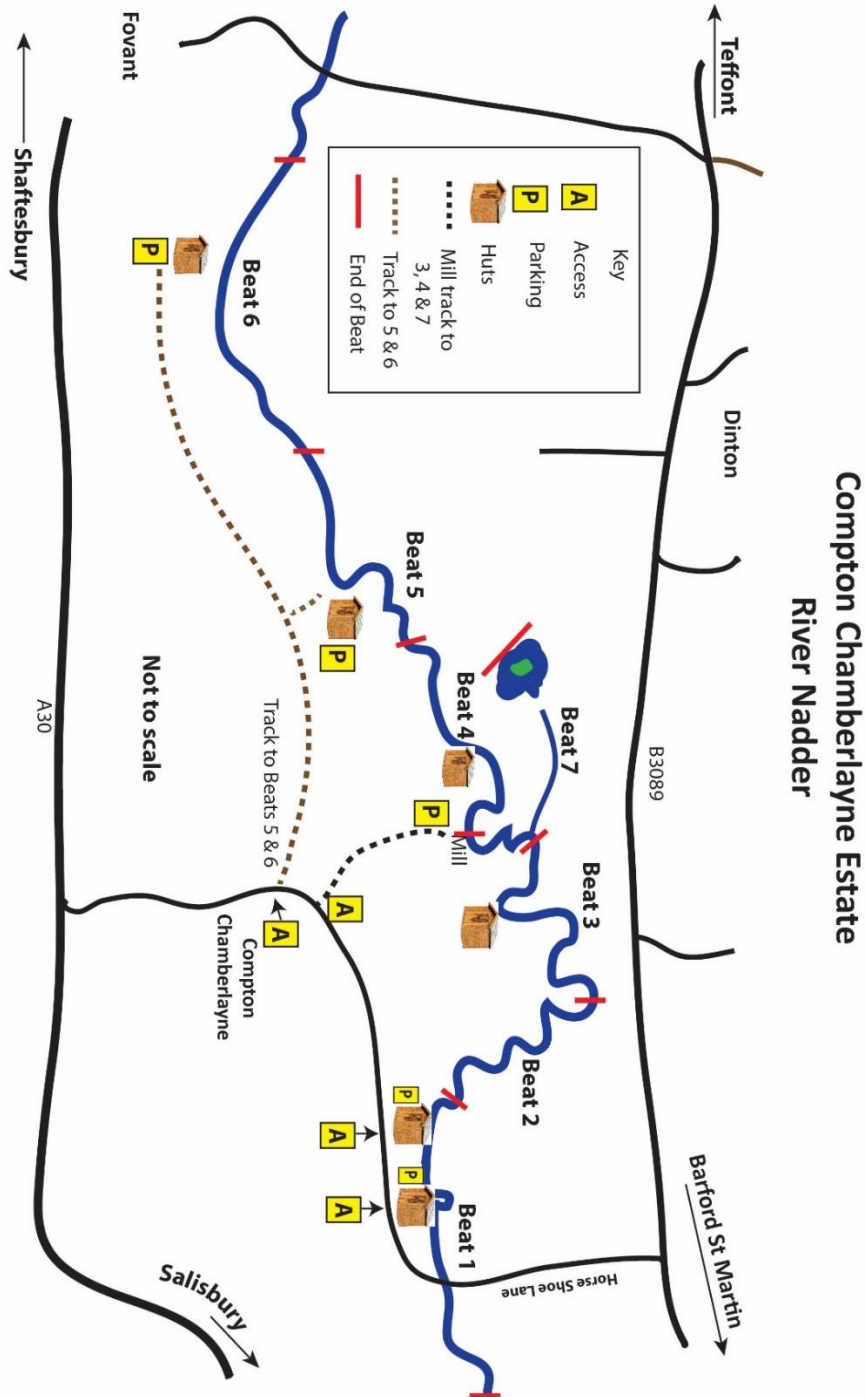 Compton Chamberlayne Estate
River Nadder
Teffont
Dinton
B3089
Barford St Martin
Horse Shoe Lane
Key
A
Access
P
Parking
Huts
Mill track to
3, 4 & 7
Track to 5 & 6
End of Beat
Beat 7
Beat 3
Beat 2
Beat 1
Beat 4
Beat 5
Beat 6
Mill
P
P
P
P
P
A
A
A
A
Compton
Chamberlayne
Track to Beats 5 & 6
Not to scale
A30
Fovant
Shaftesbury
Salisbury